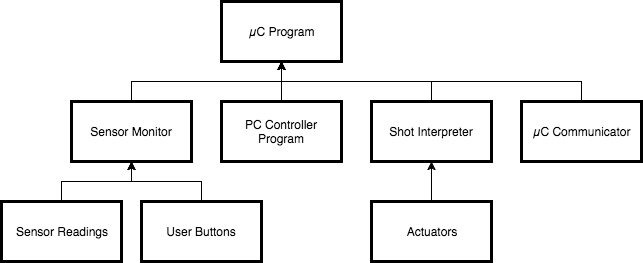 µC Program
Sensor Monitor
PC Controller
Program
Shot Interpreter
µC Communicator
Sensor Readings
User Buttons
Actuators